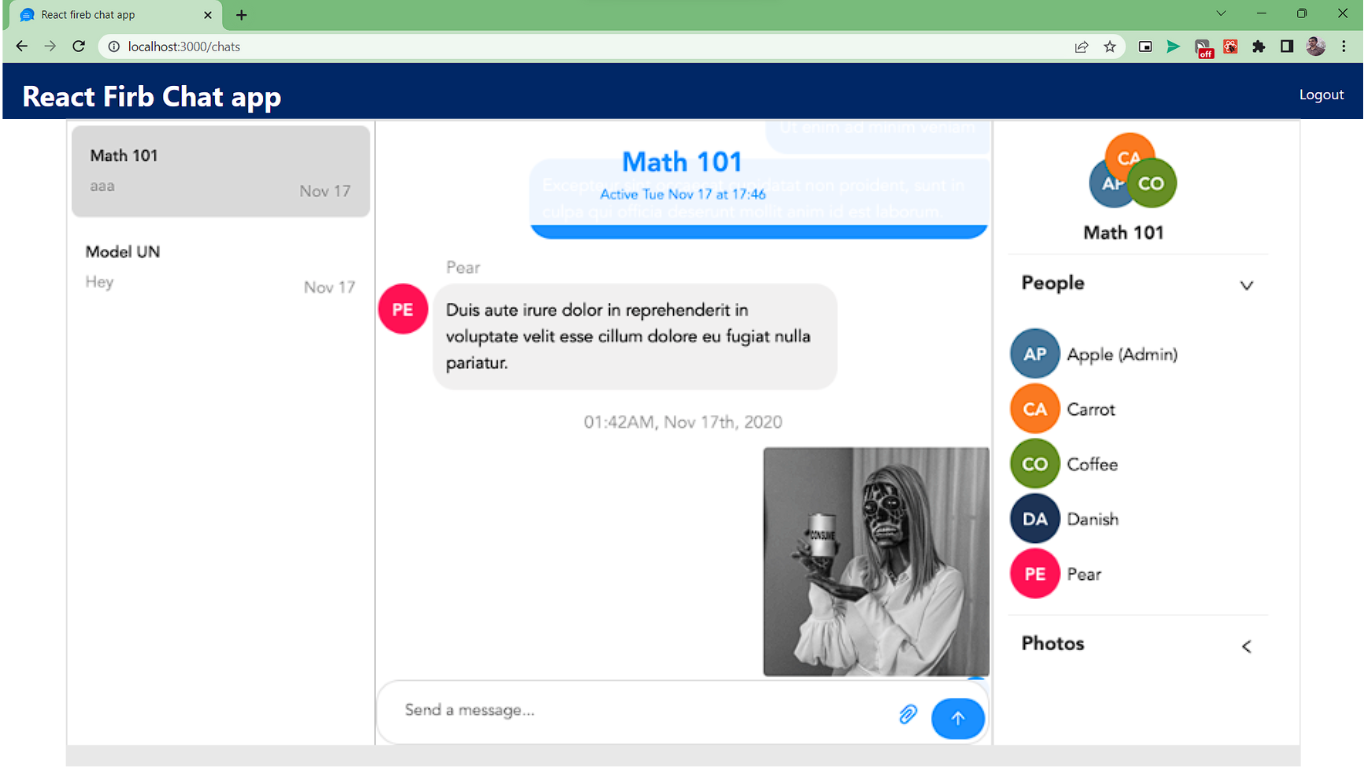 React fireb chat app
localhost:3000/chats
off
React Firb Chat app
Logout
Math 101
aaa
Nov 17
Model UN
Hey
Nov 17
Ut enim ad minim veniam
Math 101
Active Tue Nov 17 at 17:46
Excepteur sint occaecat cupidatat non proident, sunt in
culpa qui officia deserunt mollit anim id est laborum.
Pear
PE
Duis aute irure dolor in reprehenderit in
voluptate velit esse cillum dolore eu fugiat nulla
pariatur.
01:42AM, Nov 17th, 2020
CONSUME
Send a message...
CA
AP
CO
Math 101
People
AP
Apple (Admin)
CA
Carrot
CO
Coffee
DA
Danish
PE
Pear
Photos